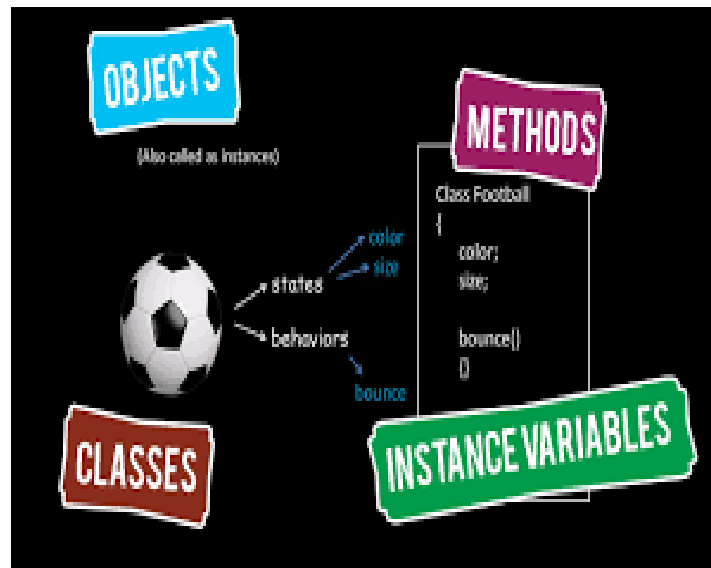 OBJECTS
(Also called as Instances)
METHODS
Class Football
{
color;
size;
bounce()
{}
color
size
states
behaviors
bounce
CLASSES
INSTANCE VARIABLES